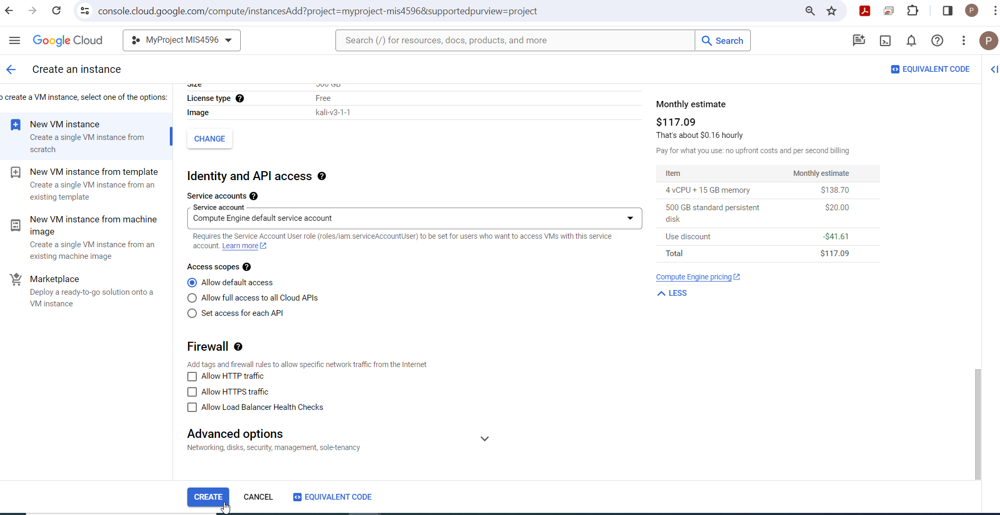 console.cloud.google.com/compute/instancesAdd?project=myproject-mis4596&supportedpurview=project
P
Google Cloud
MyProject MIS4596
Search (/) for resources, docs, products, and more
Search
P
Create an instance
EQUIVALENT CODE
o create a VM instance, select one of the options:
New VM instance
Create a single VM instance from
scratch
New VM instance from template
Create a single VM instance from an
existing template
New VM instance from machine
image
Create a single VM instance from an
existing machine image
Marketplace
Deploy a ready-to-go solution onto a
VM instance
Size 500 GB
License type Free
Image kali-v3-1-1
CHANGE
Identity and API access
Service accounts
Service account
Compute Engine default service account
Requires the Service Account User role (roles/iam.serviceAccountUser) to be set for users who want to access VMs with this service
account. Learn more
Access scopes
Allow default access
Allow full access to all Cloud APIs
Set access for each API
Firewall
Add tags and firewall rules to allow specific network traffic from the Internet
Allow HTTP traffic
Allow HTTPS traffic
Allow Load Balancer Health Checks
Advanced options
Networking, disks, security, management, sole-tenancy
CREATE CANCEL EQUIVALENT CODE
Monthly estimate
$117.09
That's about $0.16 hourly
Pay for what you use: no upfront costs and per second billing
Item Monthly estimate
4 vCPU + 15 GB memory $138.70
500 GB standard persistent $20.00
disk
Use discount -$41.61
Total $117.09
Compute Engine pricing
LESS